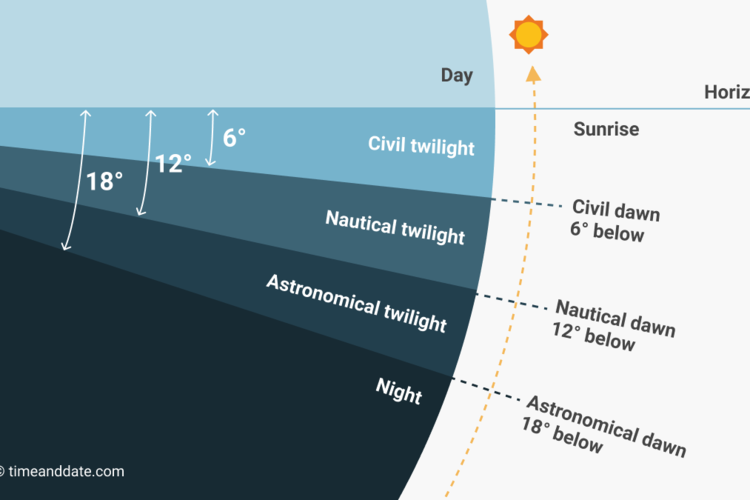 Day
Horiz
Sunrise
6°
Civil twilight
12°
18°
Civil dawn
6° below
Nautical twilight
Nautical dawn
12° below
Astronomical twilight
Night
Astronomical dawn
18° below
© timeanddate.com